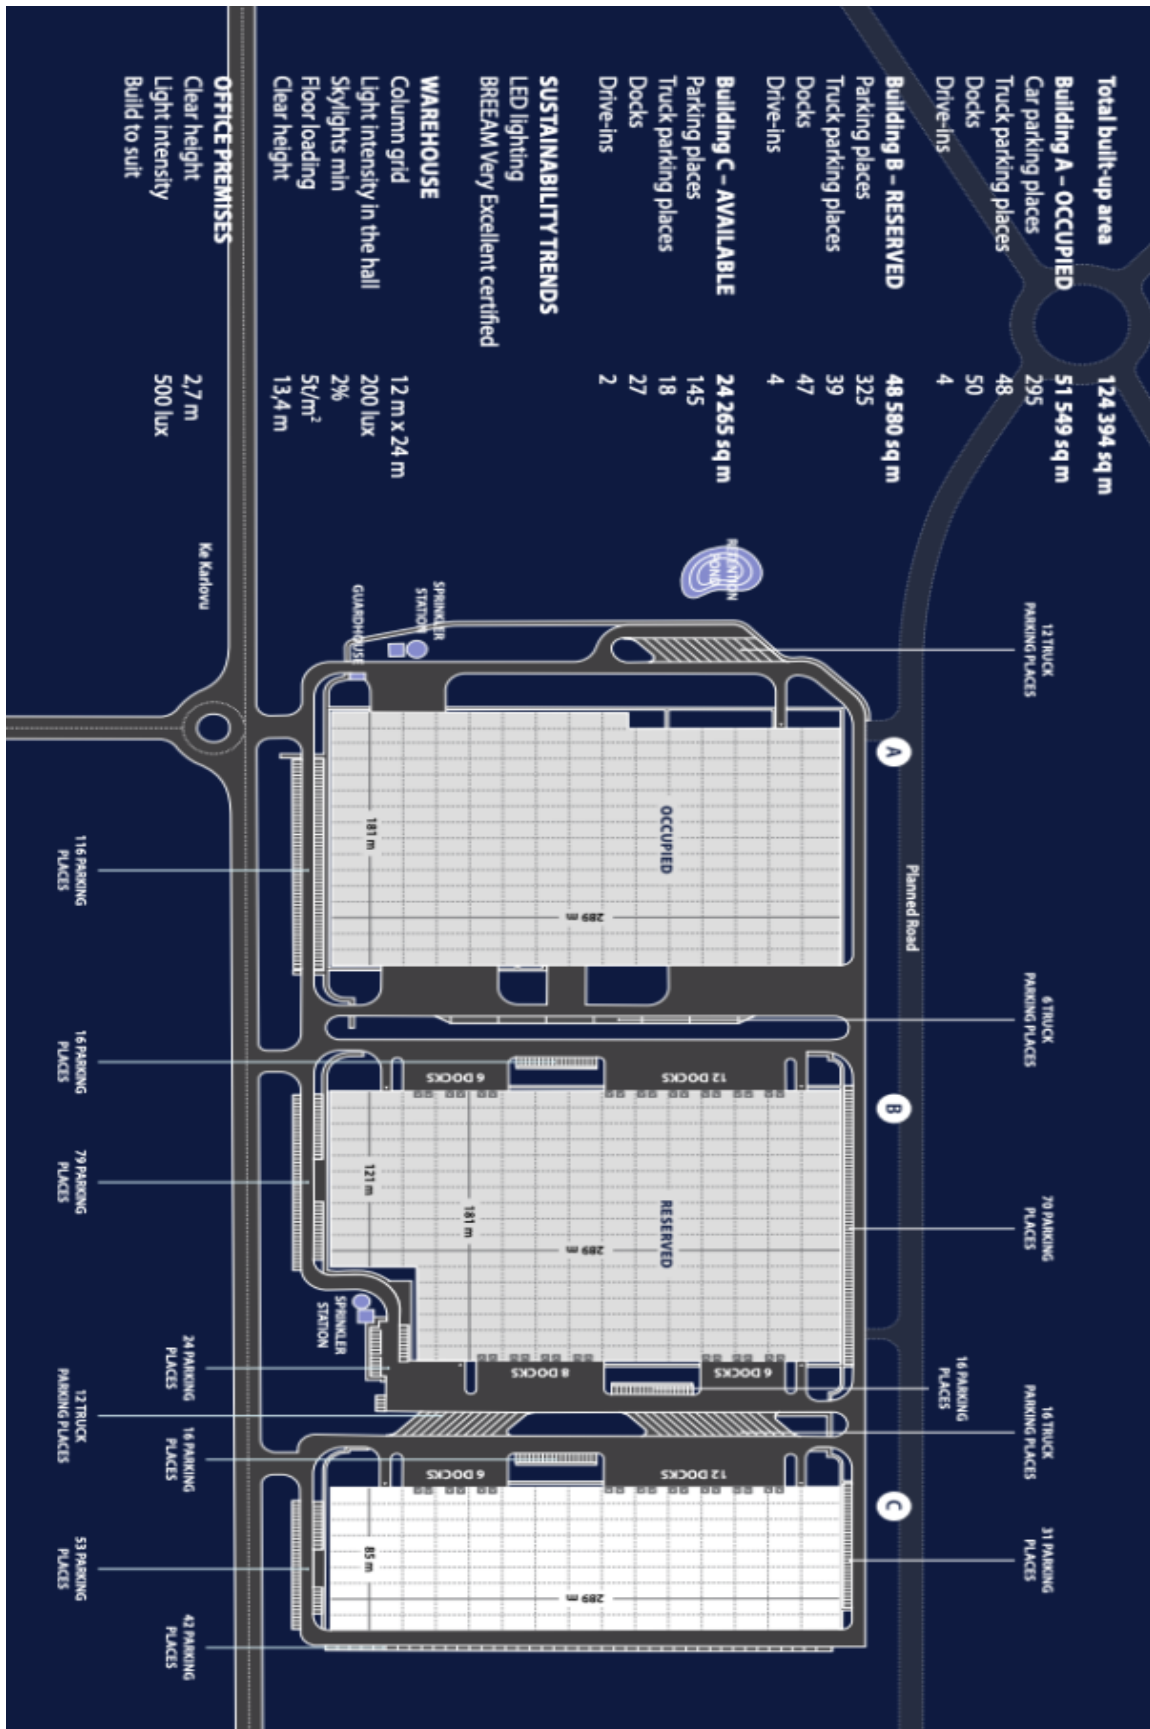 Total built-up area 124 394 sq m
Building A – OCCUPIED 51 549 sq m
Car parking places 295
Truck parking places 48
Docks 50
Drive-ins 4
Building B – RESERVED 48 580 sq m
Parking places 325
Truck parking places 39
Docks 47
Drive-ins 4
Building C – AVAILABLE 24 265 sq m
Parking places 145
Truck parking places 18
Docks 27
Drive-ins 2
SUSTAINABILITY TRENDS
LED lighting
BREEAM Very Excellent certified
WAREHOUSE
Column grid 12 m x 24 m
Light intensity in the hall 200 lux
Skylights min 2%
Floor loading 5t/m²
Clear height 13,4 m
OFFICE PREMISES
Clear height 2,7 m
Light intensity 500 lux
Build to suit
12 TRUCK
PARKING PLACES
6 TRUCK
PARKING PLACES
70 PARKING
PLACES
16 TRUCK
PARKING PLACES
31 PARKING
PLACES
16 PARKING
PLACES
Planned Road
A
B
C
RETENTION
POND
SPRINKLER
STATION
GUARDHOUSE
OCCUPIED
289 m
181 m
12 DOCKS
6 DOCKS
RESERVED
289 m
181 m
121 m
6 DOCKS
8 DOCKS
SPRINKLER
STATION
12 DOCKS
6 DOCKS
289 m
85 m
Ke Karlovu
24 PARKING
PLACES
16 PARKING
PLACES
42 PARKING
PLACES
116 PARKING
PLACES
16 PARKING
PLACES
79 PARKING
PLACES
12 TRUCK
PARKING PLACES
53 PARKING
PLACES